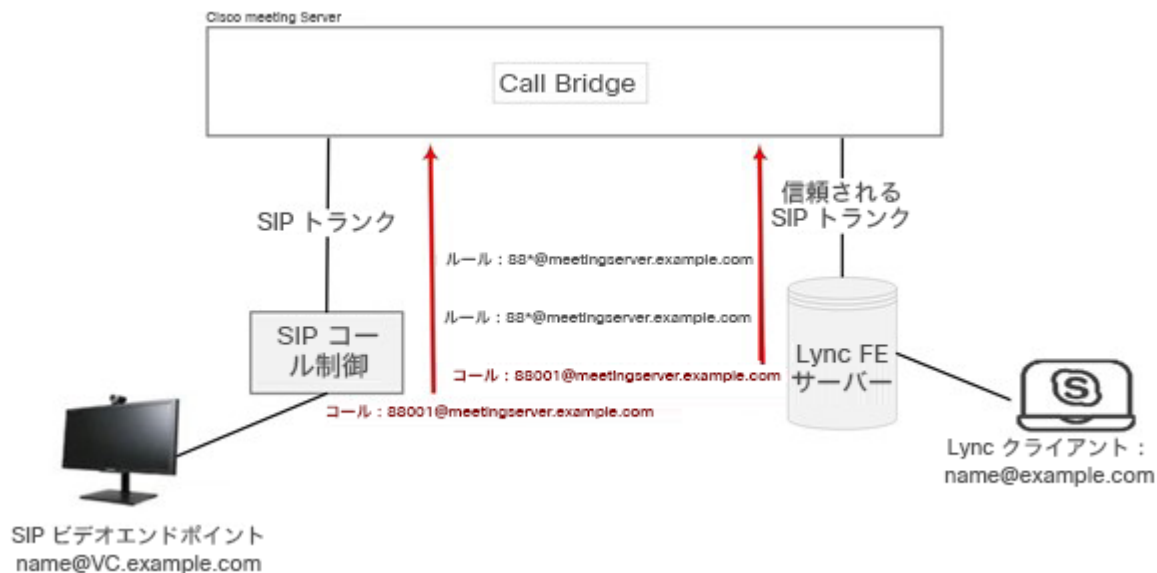 Cisco meeting Server
Call Bridge
SIP トランク
信頼される
SIP トランク
ルール：88*@meetingserver.example.com
ルール：88*@meetingserver.example.com
SIP コー
ル制御
Lync FE
サーバー
コール：88001@meetingserver.example.com
コール：88001@meetingserver.example.com
Lync クライアント：
name@example.com
SIP ビデオエンドポイント
name@VC.example.com